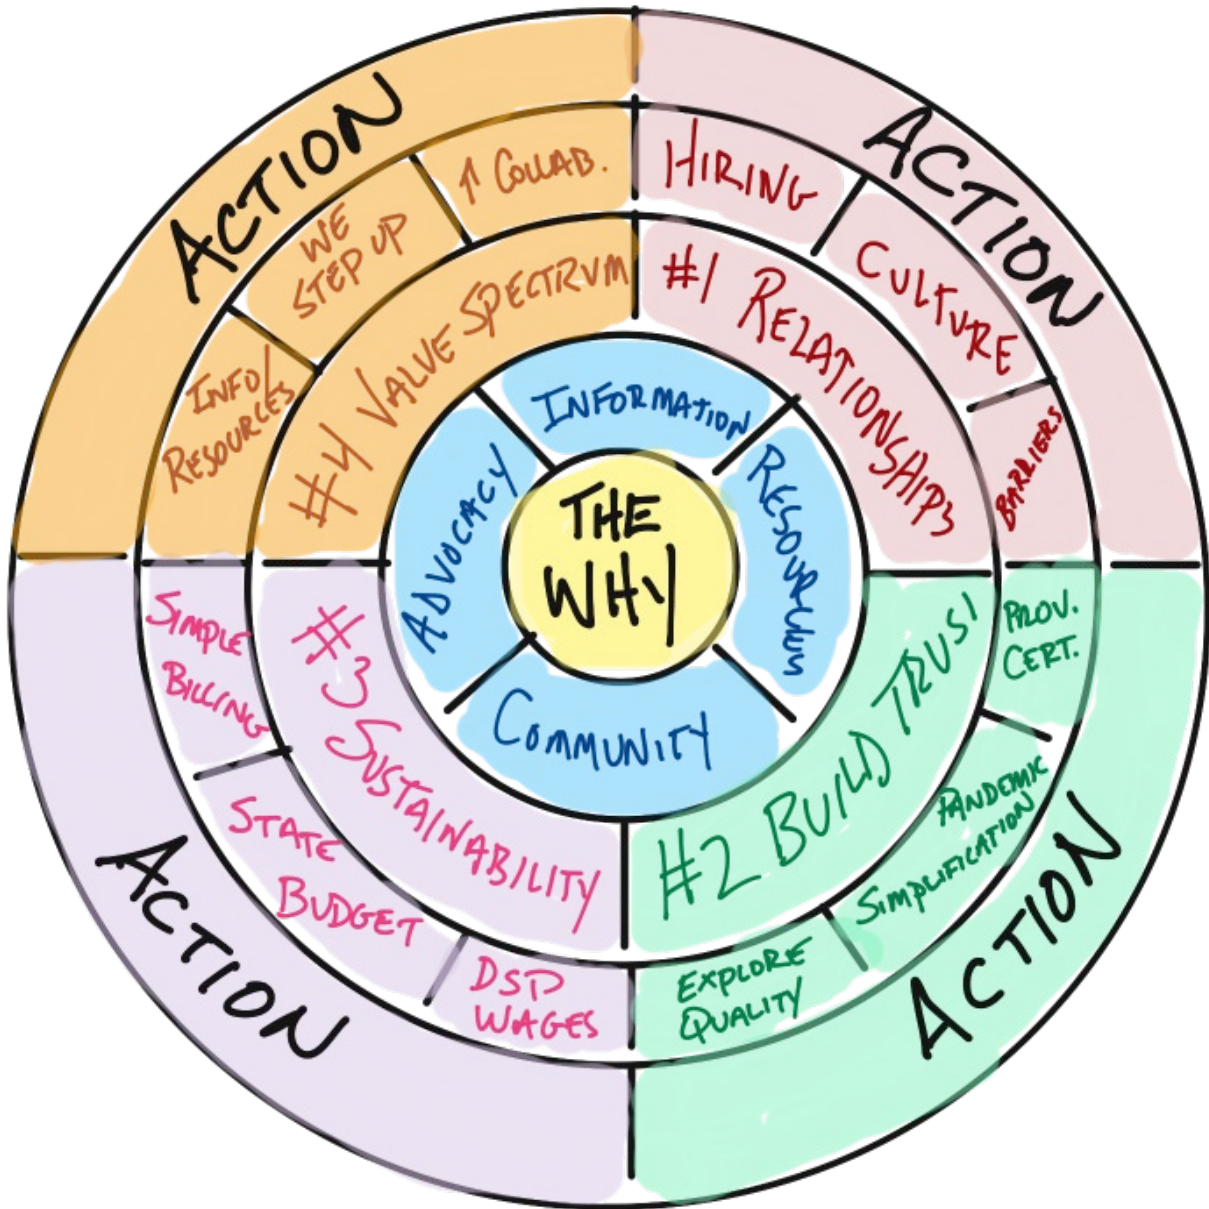 THE
WHY
INFORMATION
RESOURCES
COMMUNITY
ADVOCACY
#1 RELATIONSHIPS
#2 BUILD TRUST
#3 SUSTAINABILITY
#4 VALUE SPECTRUM
HIRING
CULTURE
BARRIERS
PROV.
CERT.
PANDEMIC
SIMPLIFICATION
EXPLORE
QUALITY
DSP
WAGES
STATE
BUDGET
SIMPLE
BILLING
INFO/
RESOURCES
WE
STEP UP
↑ COLLAB.
ACTION
ACTION
ACTION
ACTION